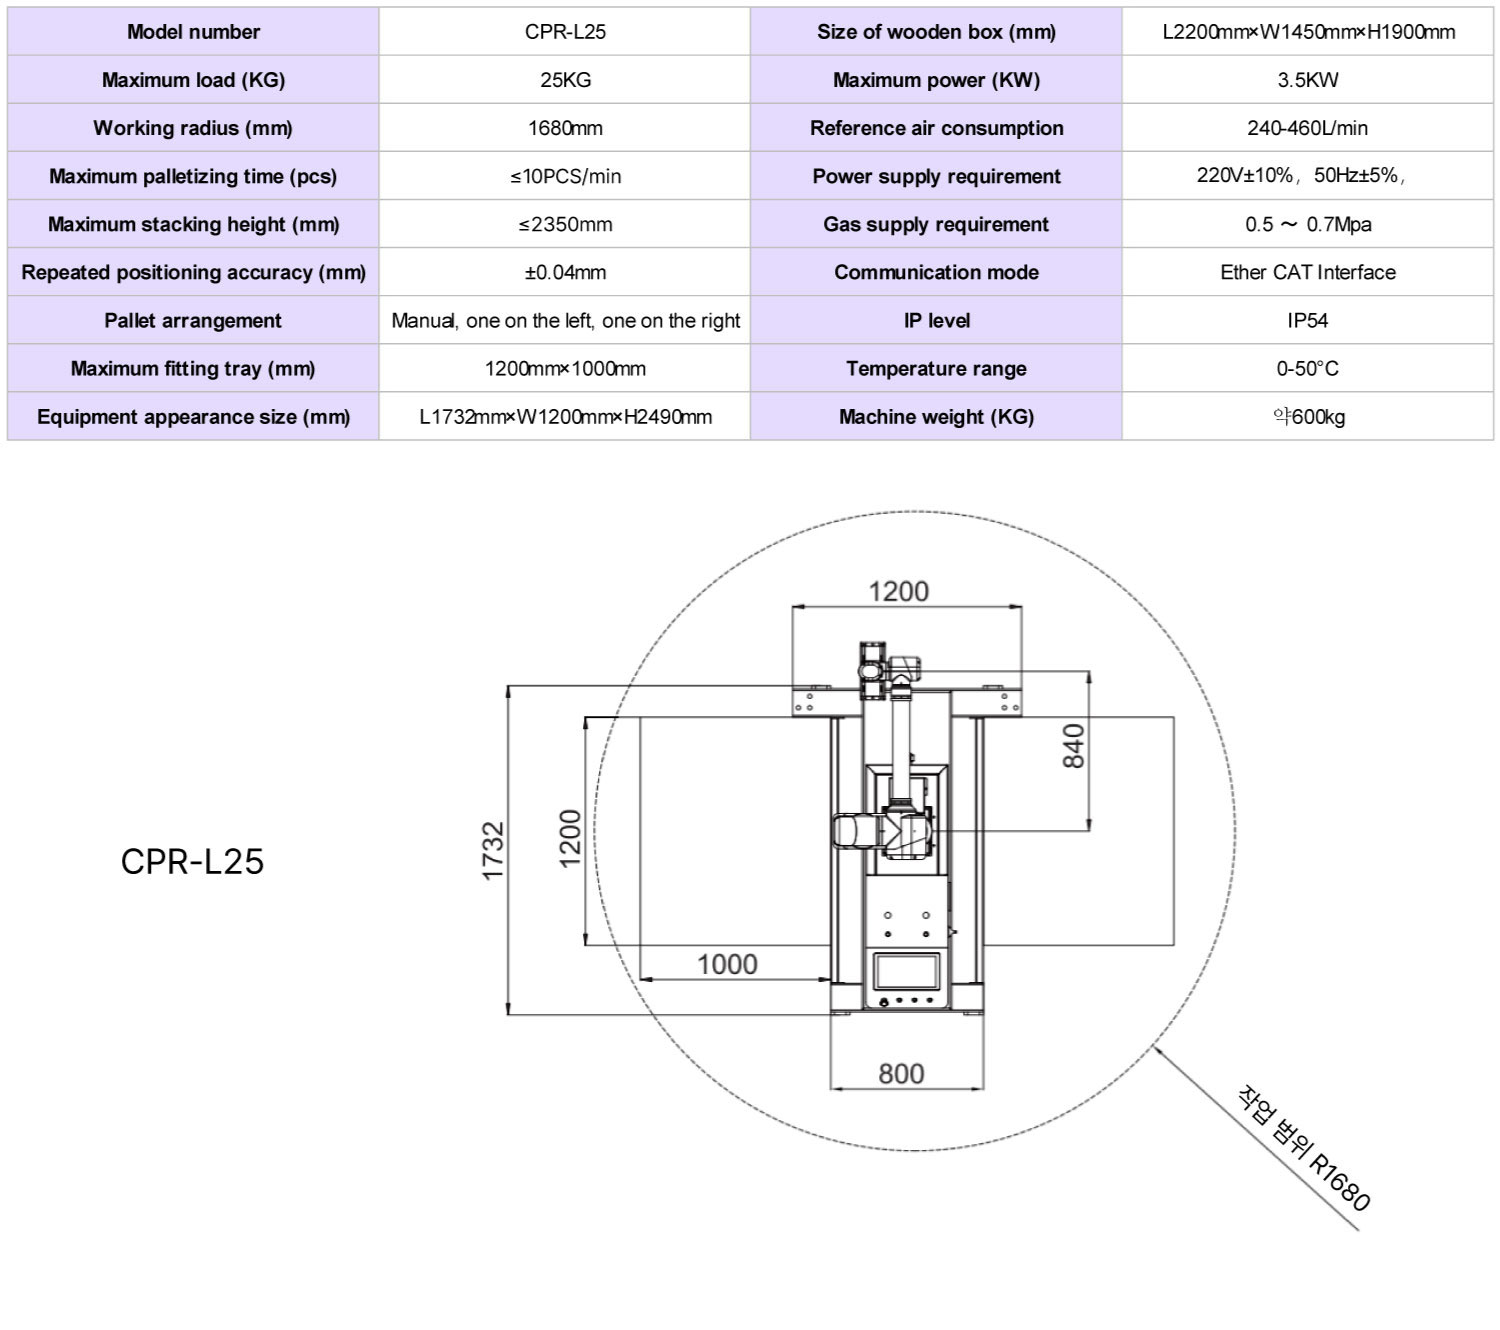 Model number CPR-L25 Size of wooden box (mm) L2200mm×W1450mm×H1900mm
Maximum load (KG) 25KG Maximum power (KW) 3.5KW
Working radius (mm) 1680mm Reference air consumption 240-460L/min
Maximum palletizing time (pcs) ≤10PCS/min Power supply requirement 220V±10%, 50Hz±5%,
Maximum stacking height (mm) ≤2350mm Gas supply requirement 0.5 ～ 0.7Mpa
Repeated positioning accuracy (mm) ±0.04mm Communication mode Ether CAT Interface
Pallet arrangement Manual, one on the left, one on the right IP level IP54
Maximum fitting tray (mm) 1200mm×1000mm Temperature range 0-50°C
Equipment appearance size (mm) L1732mm×W1200mm×H2490mm Machine weight (KG) 약600kg
1200
840
1732
1200
CPR-L25
1000
800
작업 범위 R1680